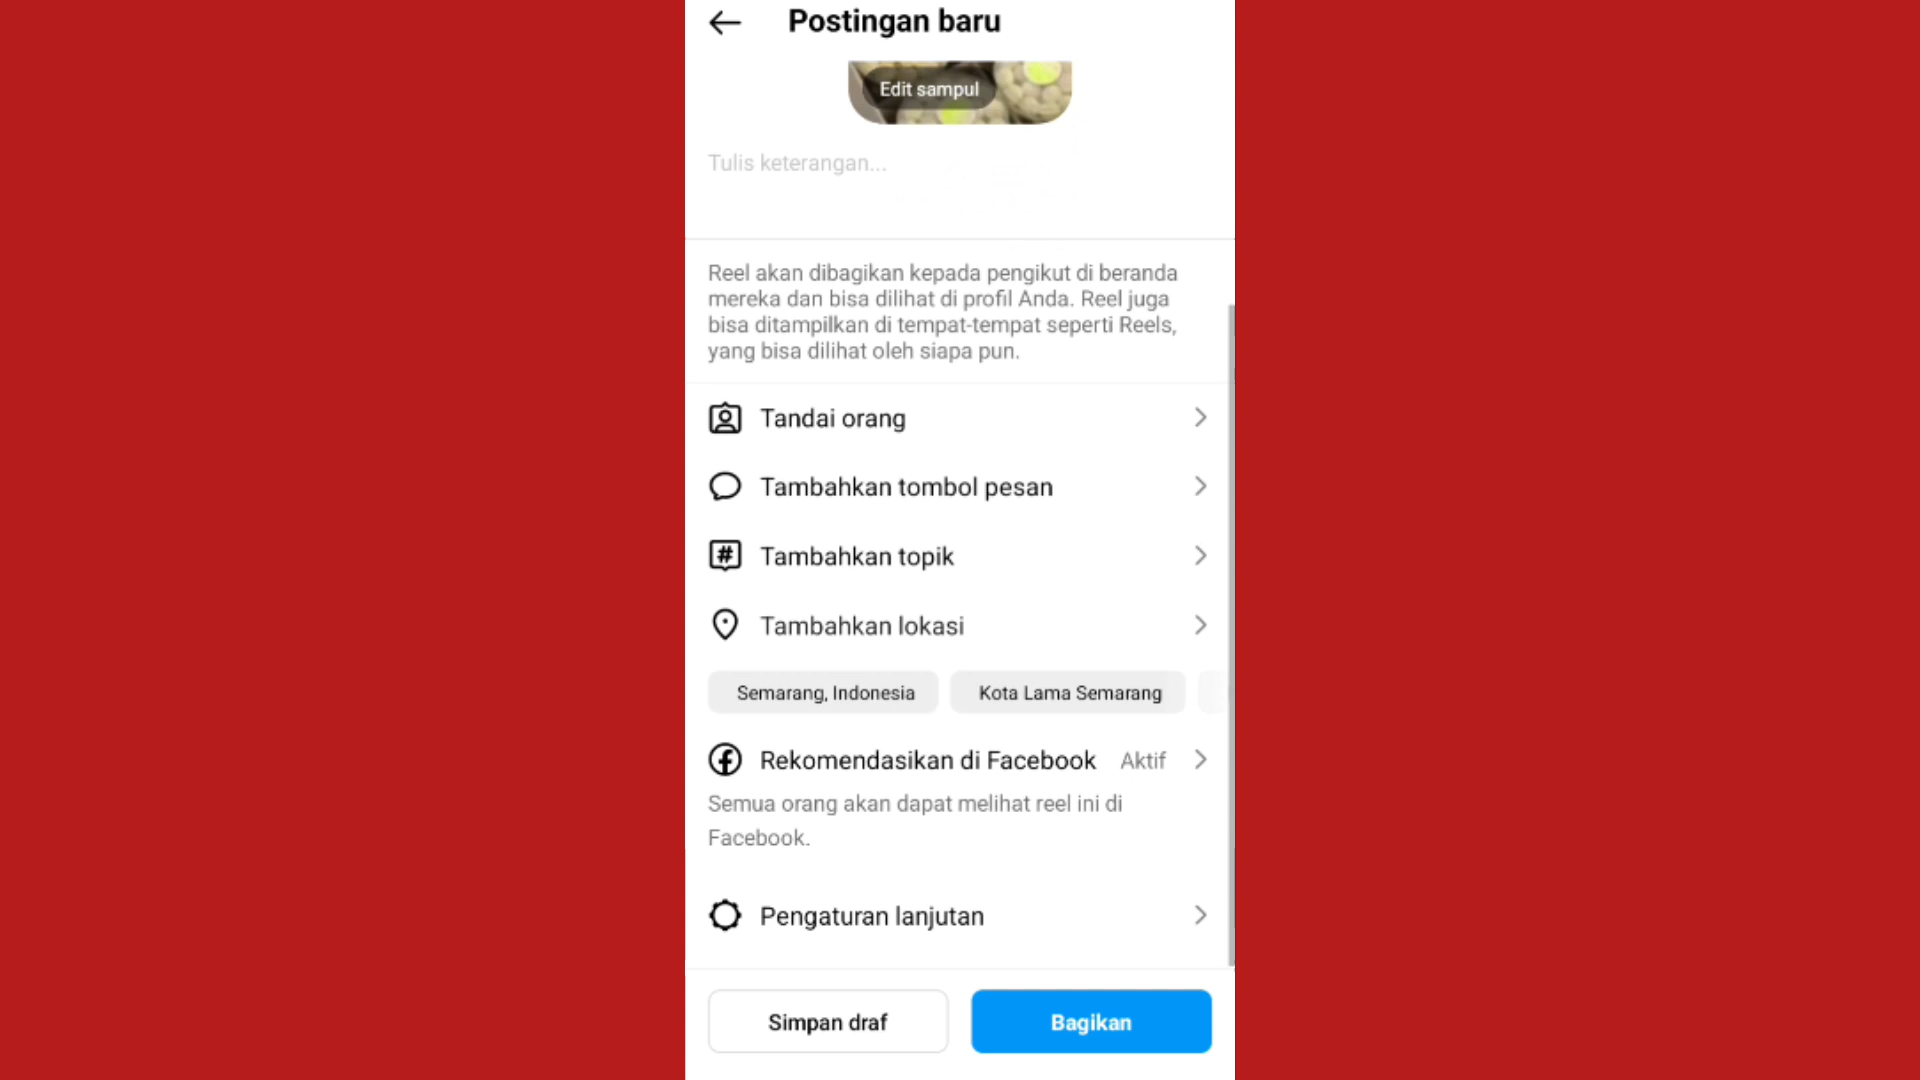 Postingan baru
Edit sampul
Tulis keterangan...
Reel akan dibagikan kepada pengikut di beranda
mereka dan bisa dilihat di profil Anda. Reel juga
bisa ditampilkan di tempat-tempat seperti Reels,
yang bisa dilihat oleh siapa pun.
Tandai orang
Tambahkan tombol pesan
Tambahkan topik
Tambahkan lokasi
Semarang, Indonesia
Kota Lama Semarang
Rekomendasikan di Facebook Aktif
Semua orang akan dapat melihat reel ini di
Facebook.
Pengaturan lanjutan
Simpan draf
Bagikan